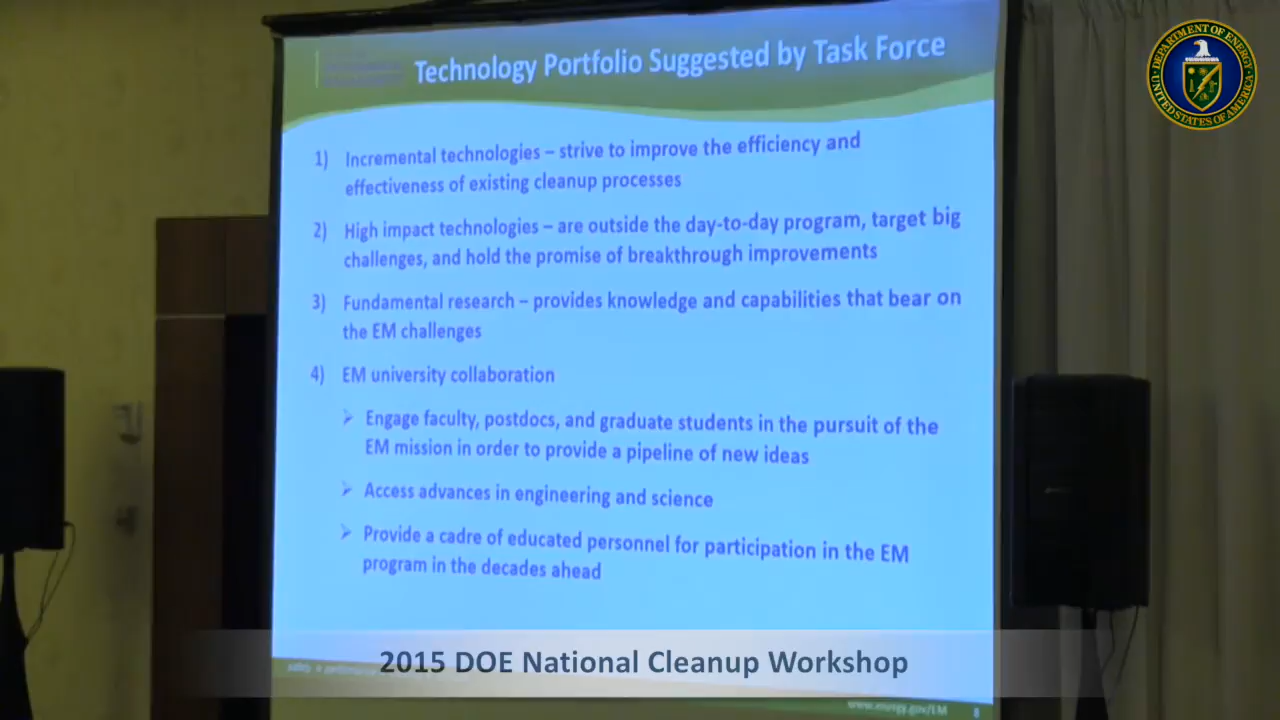 Technology Portfolio Suggested by Task Force
DEPARTMENT OF ENERGY
UNITED STATES OF AMERICA
1) Incremental technologies – strive to improve the efficiency and
effectiveness of existing cleanup processes
2) High impact technologies – are outside the day-to-day program, target big
challenges, and hold the promise of breakthrough improvements
3) Fundamental research – provides knowledge and capabilities that bear on
the EM challenges
4) EM university collaboration
➢ Engage faculty, postdocs, and graduate students in the pursuit of the
EM mission in order to provide a pipeline of new ideas
➢ Access advances in engineering and science
➢ Provide a cadre of educated personnel for participation in the EM
program in the decades ahead
2015 DOE National Cleanup Workshop
www.energy.gov/EM 8